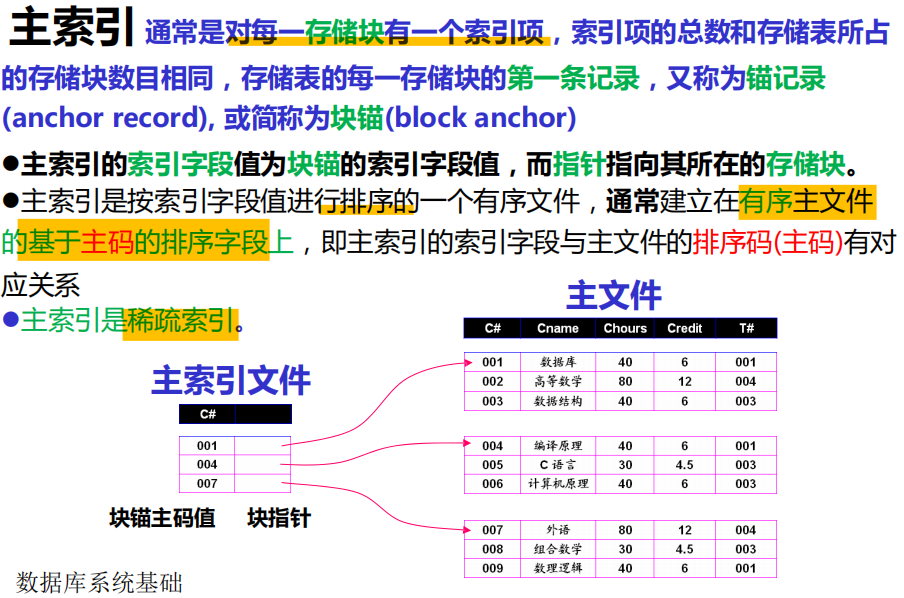 主索引 通常是对每一存储块有一个索引项，索引项的总数和存储表所占
的存储块数目相同，存储表的每一存储块的第一条记录，又称为锚记录
(anchor record), 或简称为块锚(block anchor)
●主索引的索引字段值为块锚的索引字段值，而指针指向其所在的存储块。
●主索引是按索引字段值进行排序的一个有序文件，通常建立在有序主文件
的基于主码的排序字段上，即主索引的索引字段与主文件的排序码(主码)有对
应关系
●主索引是稀疏索引。
主文件
C# Cname Chours Credit T#
001 数据库 40 6 001
002 高等数学 80 12 004
003 数据结构 40 6 003
004 编译原理 40 6 001
005 C 语言 30 4.5 003
006 计算机原理 40 6 003
007 外语 80 12 004
008 组合数学 30 4.5 003
009 数理逻辑 40 6 001
主索引文件
C#
001
004
007
块锚主码值 块指针
数据库系统基础